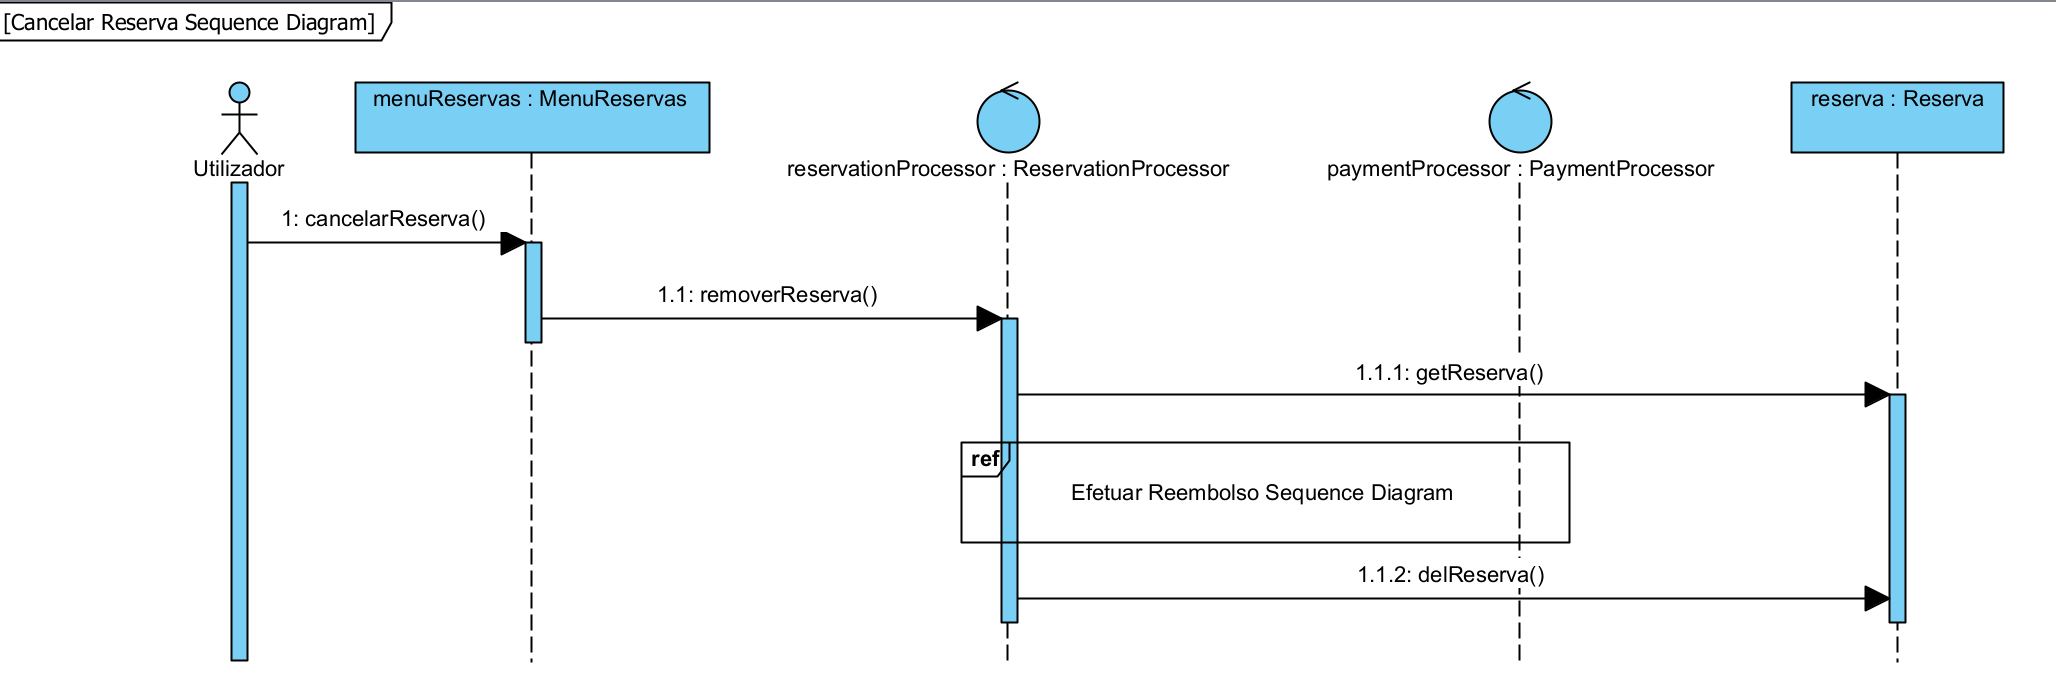 [Cancelar Reserva Sequence Diagram]
menuReservas : MenuReservas
reserva : Reserva
Utilizador
reservationProcessor : ReservationProcessor
paymentProcessor : PaymentProcessor
1: cancelarReserva()
1.1: removerReserva()
1.1.1: getReserva()
ref
Efetuar Reembolso Sequence Diagram
1.1.2: delReserva()